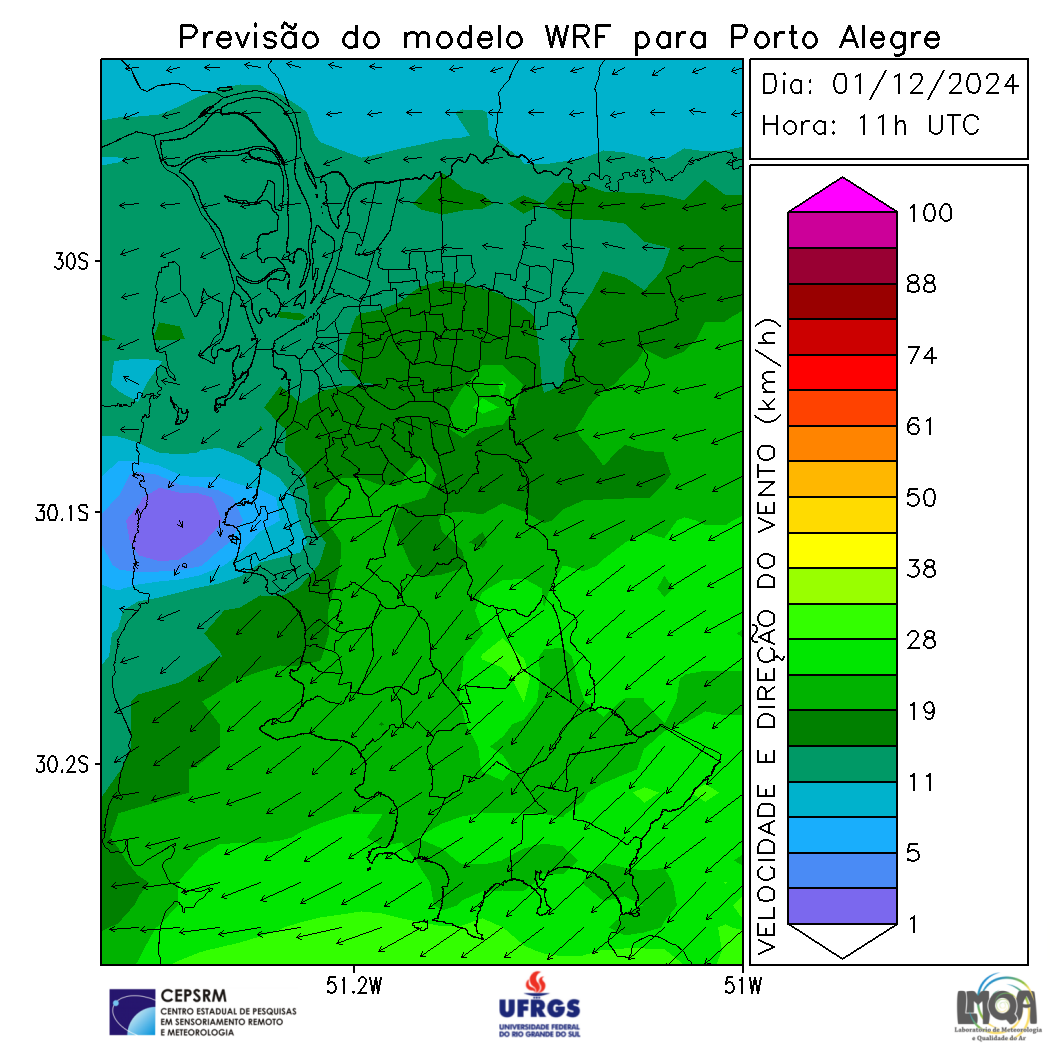 Previsão do modelo WRF para Porto Alegre
Dia: 01/12/2024
Hora: 11h UTC
30S
30.1S
30.2S
51.2W
51W
VELOCIDADE E DIREÇÃO DO VENTO (km/h)
100
88
74
61
50
38
28
19
11
5
1
CEPSRM
CENTRO ESTADUAL DE PESQUISAS
EM SENSORIAMENTO REMOTO
E METEOROLOGIA
UFRGS
UNIVERSIDADE FEDERAL
DO RIO GRANDE DO SUL
LMQA
Laboratório de Meteorologia
e Qualidade do Ar